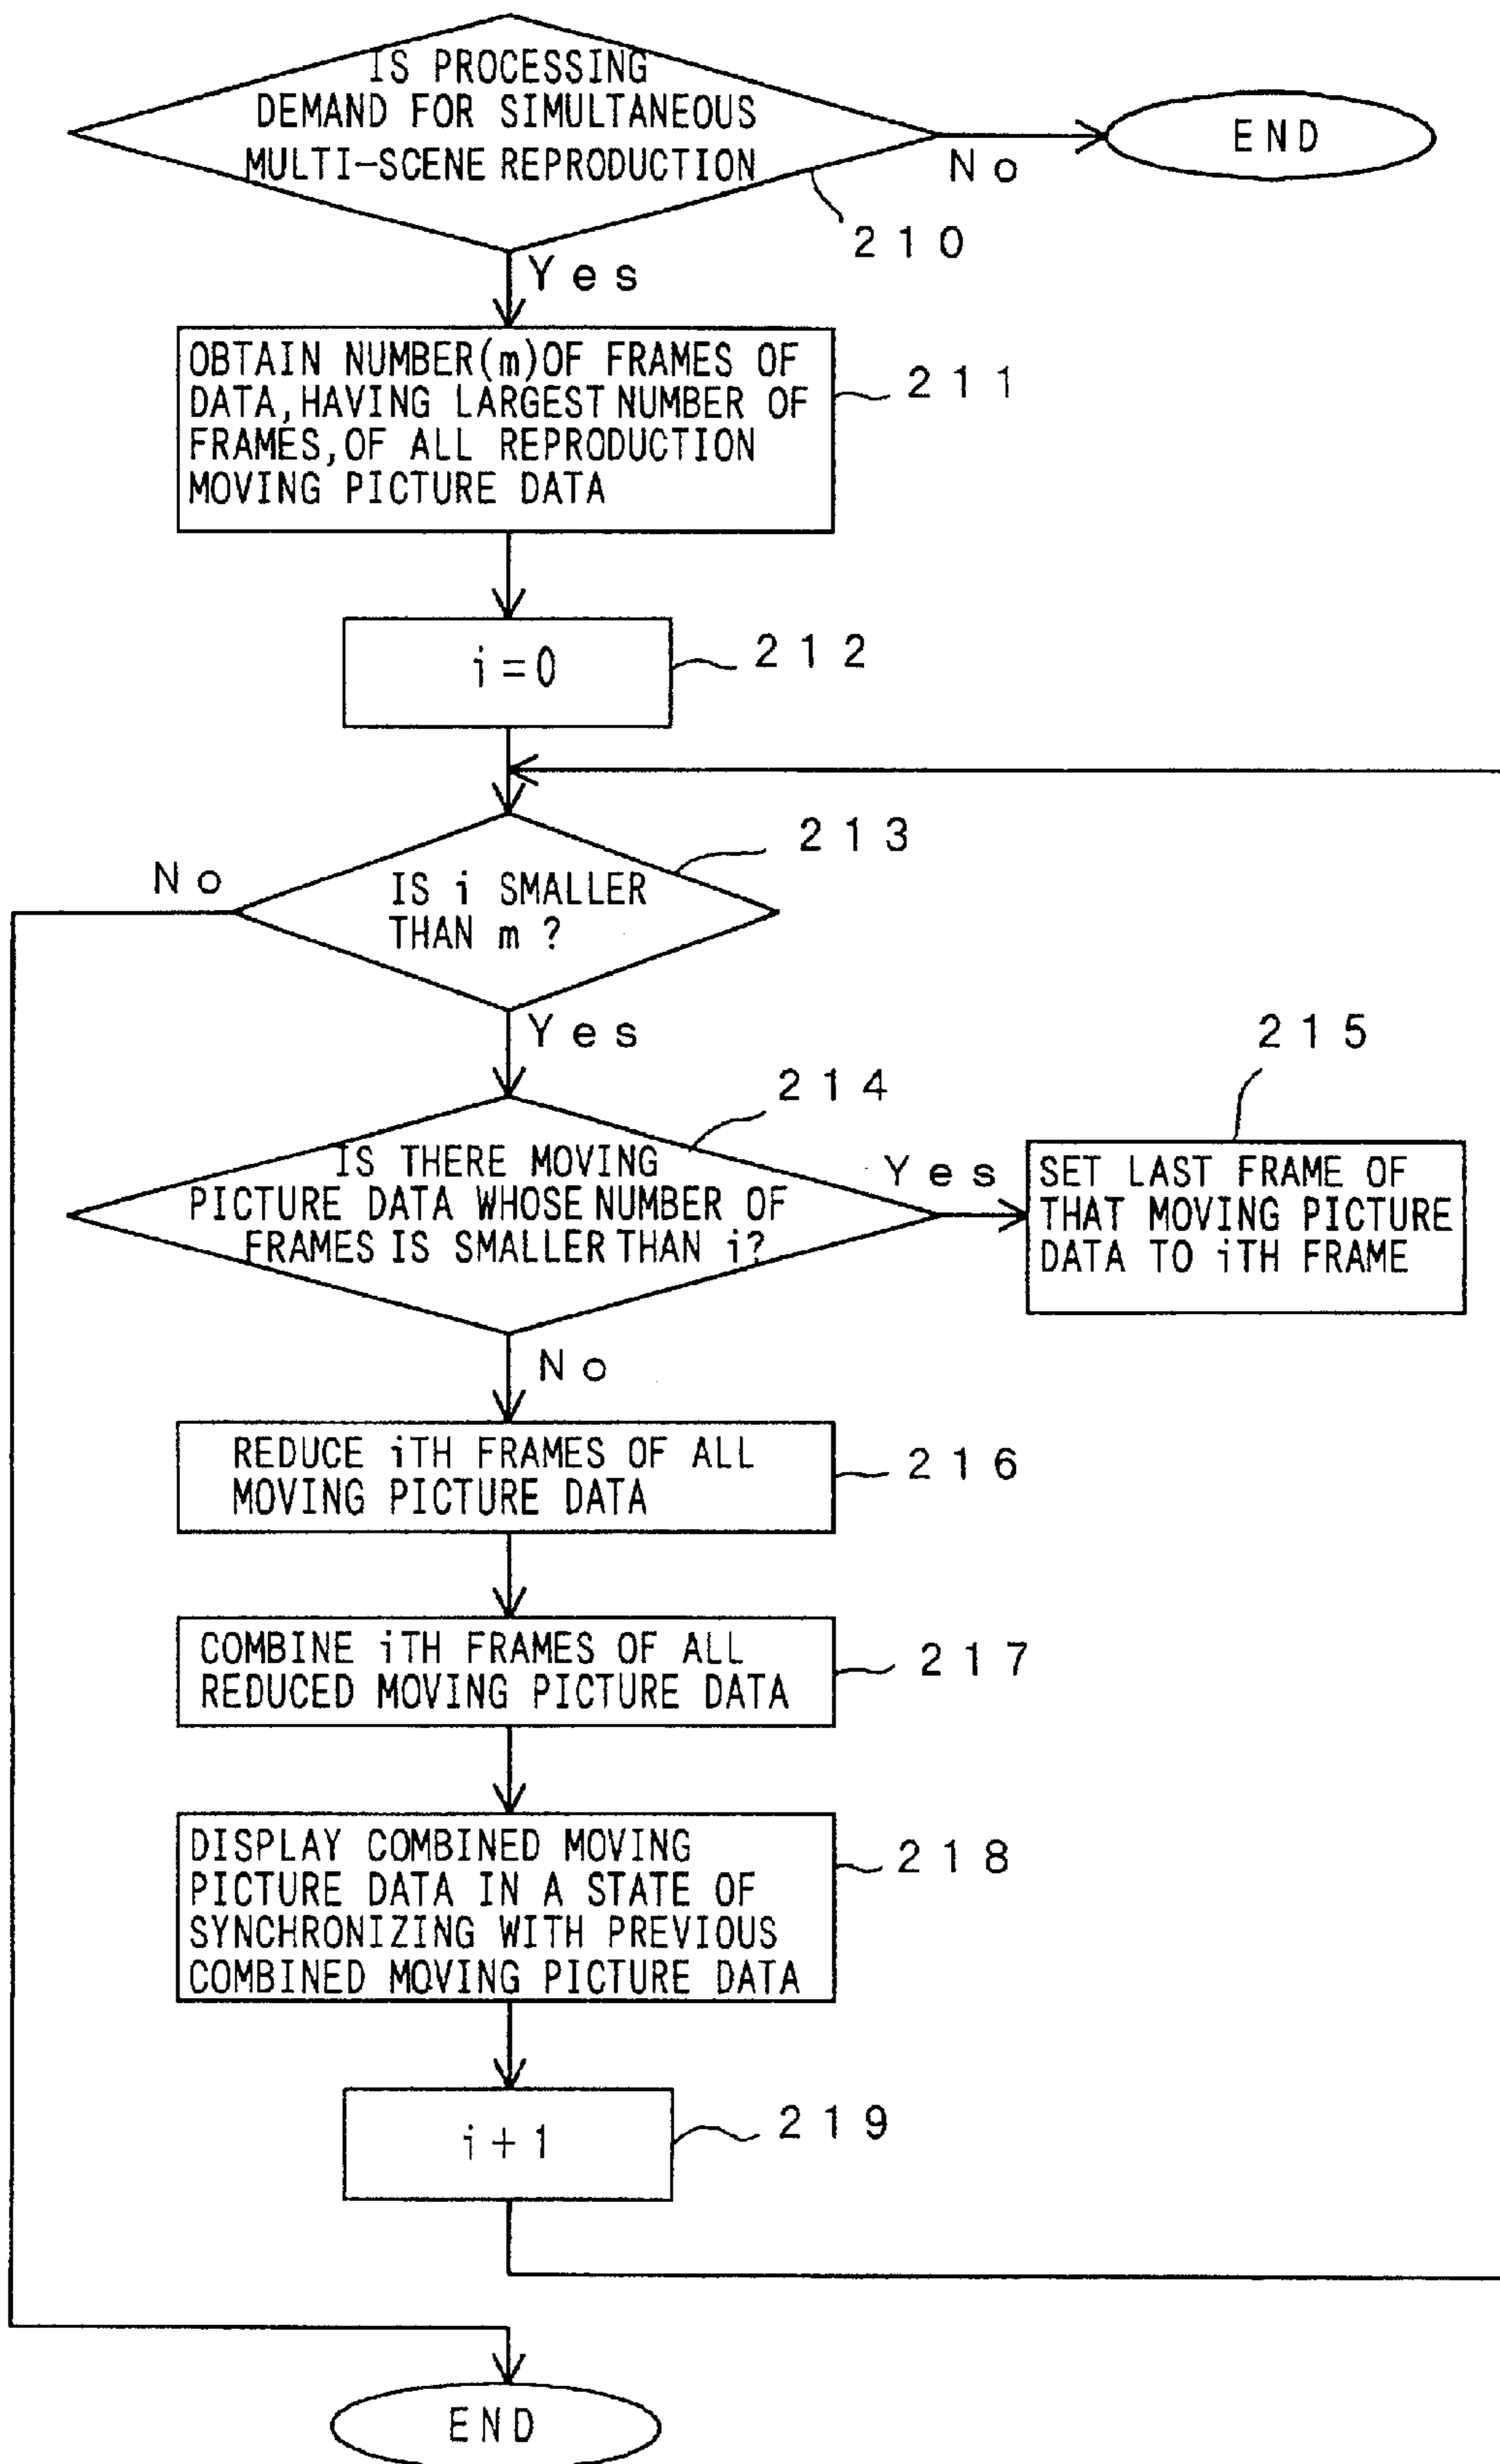 IS PROCESSING
DEMAND FOR SIMULTANEOUS
MULTI-SCENE REPRODUCTION
No
END
210
Yes
OBTAIN NUMBER(m)OF FRAMES OF
DATA, HAVING LARGEST NUMBER OF
FRAMES, OF ALL REPRODUCTION
MOVING PICTURE DATA
211
i=0
212
213
No
IS i SMALLER
THAN m ?
Yes
214
215
IS THERE MOVING
PICTURE DATA WHOSE NUMBER OF
FRAMES IS SMALLER THAN i?
Yes
SET LAST FRAME OF
THAT MOVING PICTURE
DATA TO iTH FRAME
No
REDUCE iTH FRAMES OF ALL
MOVING PICTURE DATA
216
COMBINE iTH FRAMES OF ALL
REDUCED MOVING PICTURE DATA
217
DISPLAY COMBINED MOVING
PICTURE DATA IN A STATE OF
SYNCHRONIZING WITH PREVIOUS
COMBINED MOVING PICTURE DATA
218
i+1
219
END